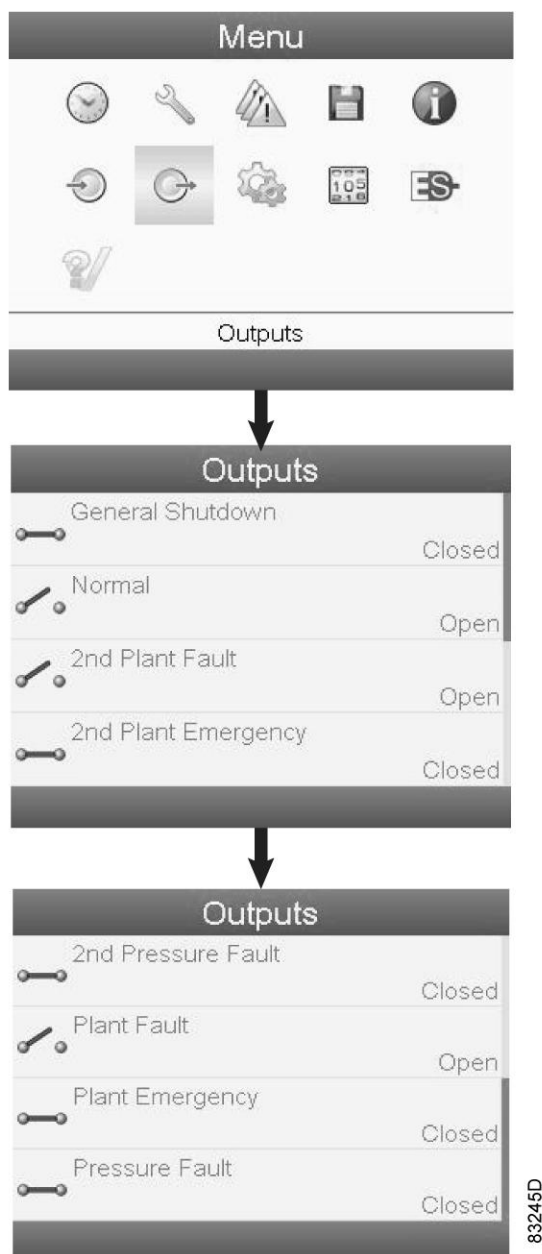 Menu
105
ES
Outputs
Outputs
General Shutdown
Closed
Normal
Open
2nd Plant Fault
Open
2nd Plant Emergency
Closed
Outputs
2nd Pressure Fault
Closed
Plant Fault
Open
Plant Emergency
Closed
Pressure Fault
Closed
83245D